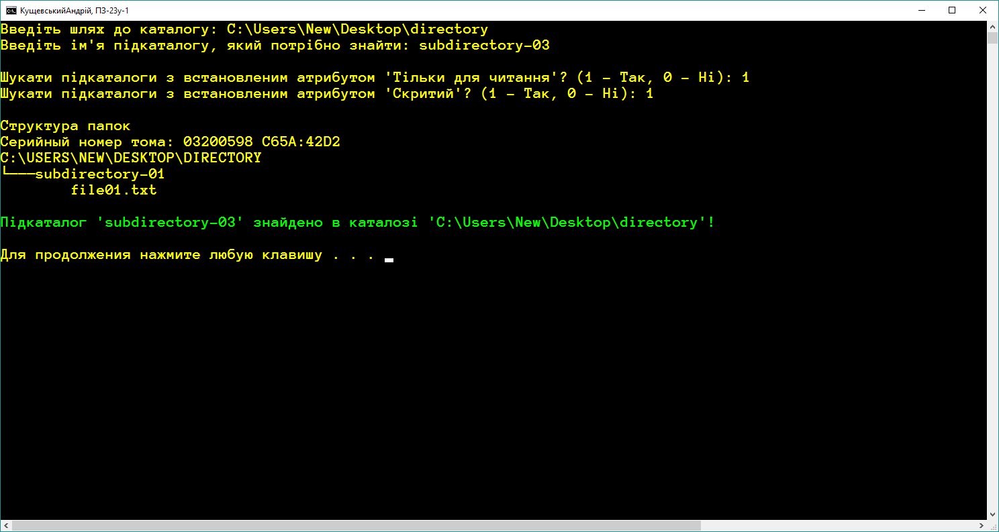 КущевськийАндрій, ПЗ-23у-1
Введіть шлях до каталогу: C:\Users\New\Desktop\directory
Введіть ім'я підкаталогу, який потрібно знайти: subdirectory-03
Шукати підкаталоги з встановленим атрибутом 'Тільки для читання'? (1 - Так, 0 - Ні): 1
Шукати підкаталоги з встановленим атрибутом 'Скритий'? (1 - Так, 0 - Ні): 1
Структура папок
Серийный номер тома: 03200598 C65A:42D2
C:\USERS\NEW\DESKTOP\DIRECTORY
└───subdirectory-01
file01.txt
Підкаталог 'subdirectory-03' знайдено в каталозі 'C:\Users\New\Desktop\directory'!
Для продолжения нажмите любую клавишу . . .